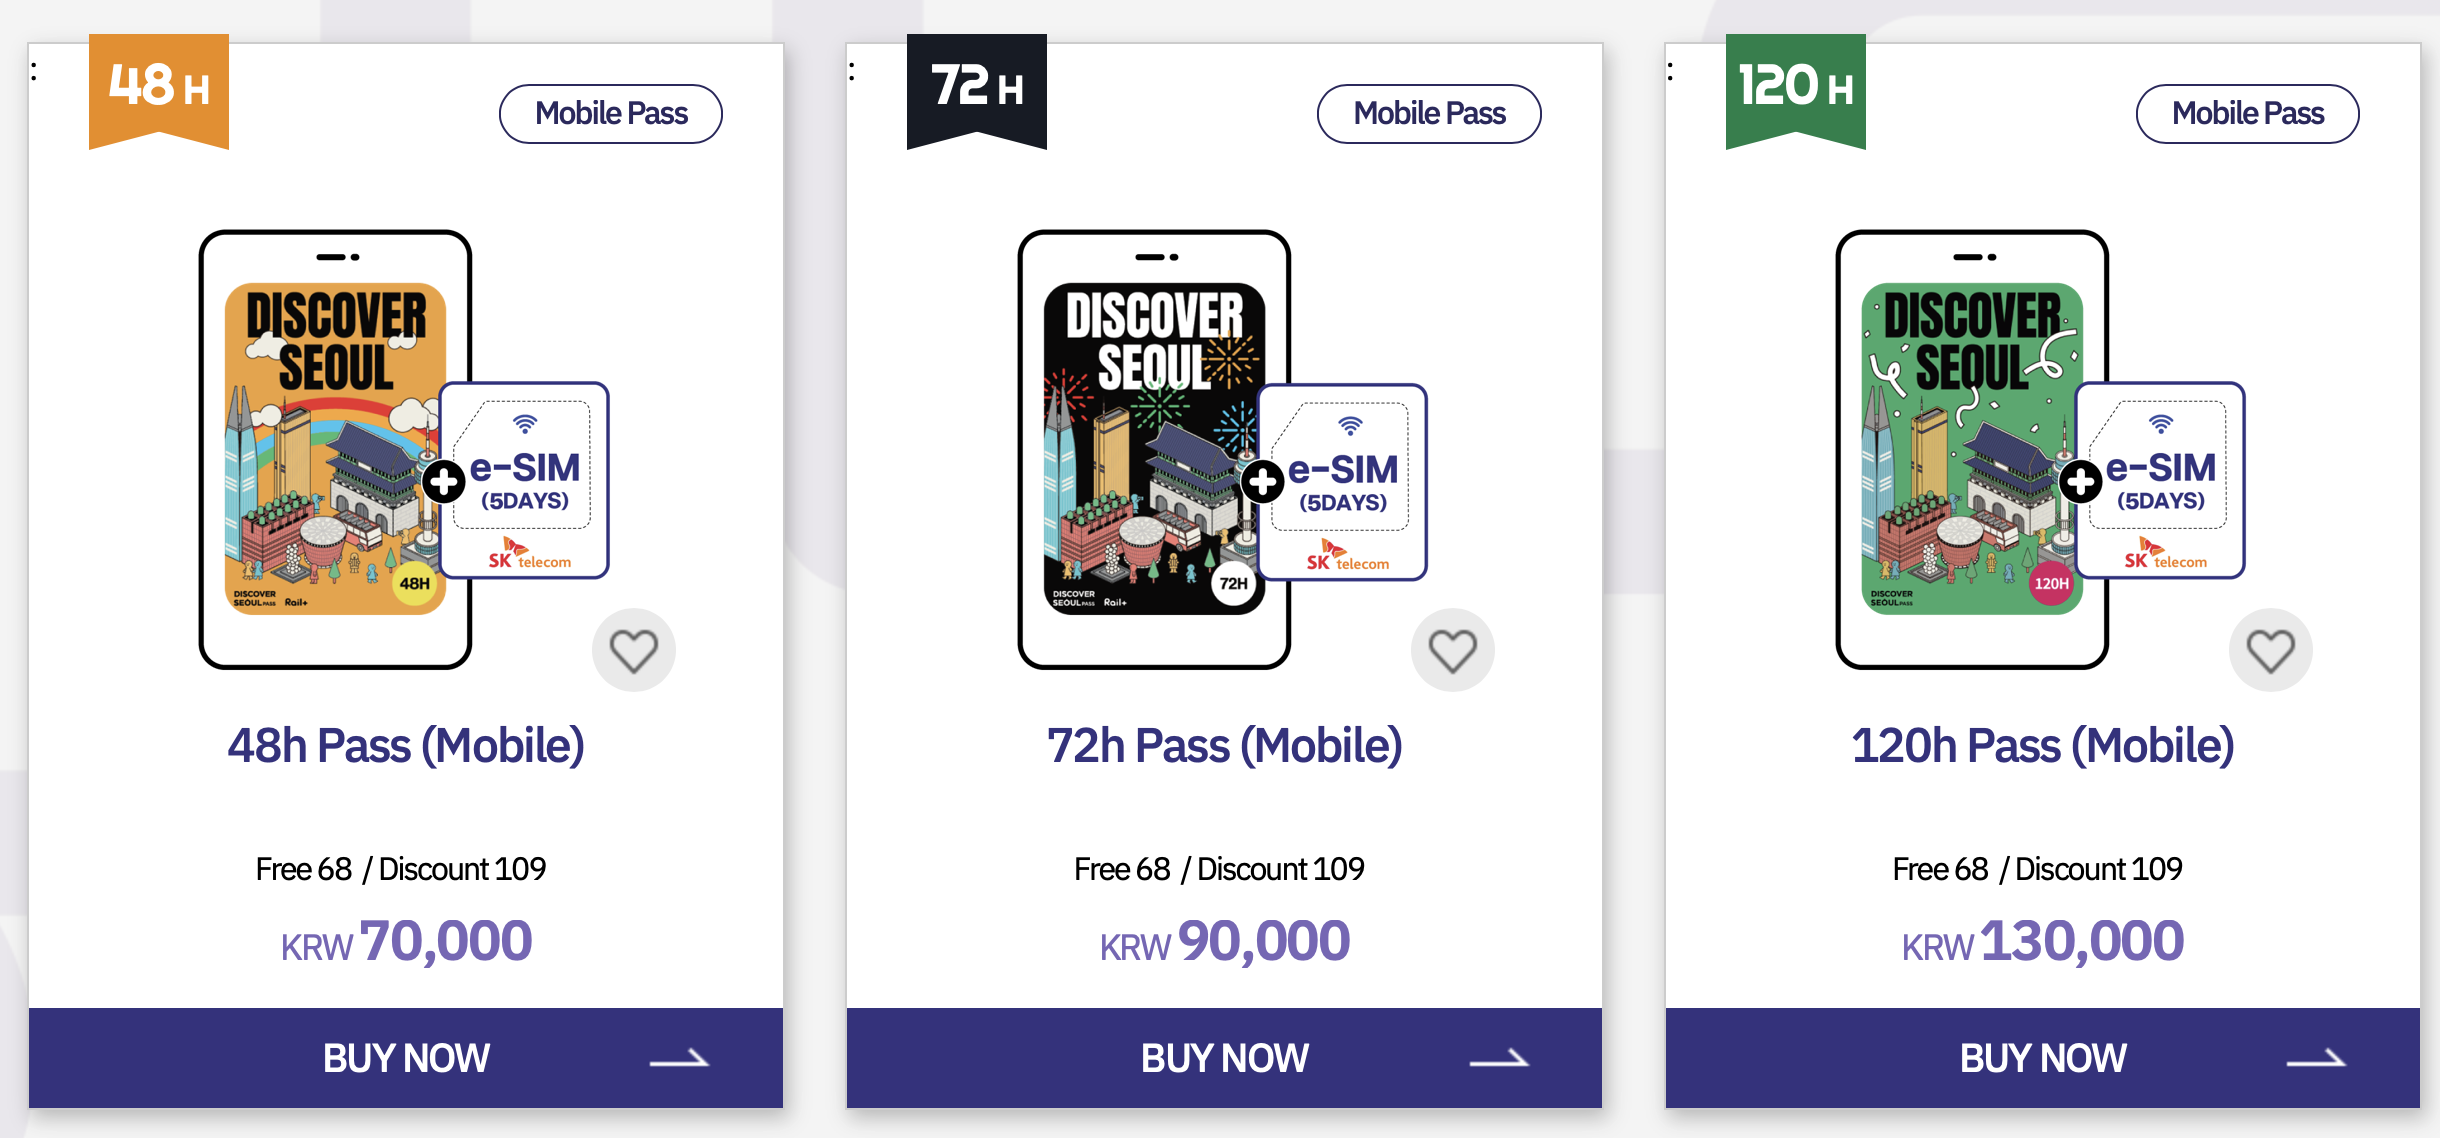 48 H
Mobile Pass
DISCOVER
SEOUL
e-SIM
(5DAYS)
SK telecom
48H
DISCOVER
SEOUL PASS Rail+
48h Pass (Mobile)
Free 68 / Discount 109
KRW 70,000
BUY NOW
72 H
Mobile Pass
DISCOVER
SEOUL
e-SIM
(5DAYS)
SK telecom
72H
DISCOVER
SEOUL PASS Rail+
72h Pass (Mobile)
Free 68 / Discount 109
KRW 90,000
BUY NOW
120 H
Mobile Pass
DISCOVER
SEOUL
e-SIM
(5DAYS)
SK telecom
120H
DISCOVER
SEOUL PASS
120h Pass (Mobile)
Free 68 / Discount 109
KRW 130,000
BUY NOW